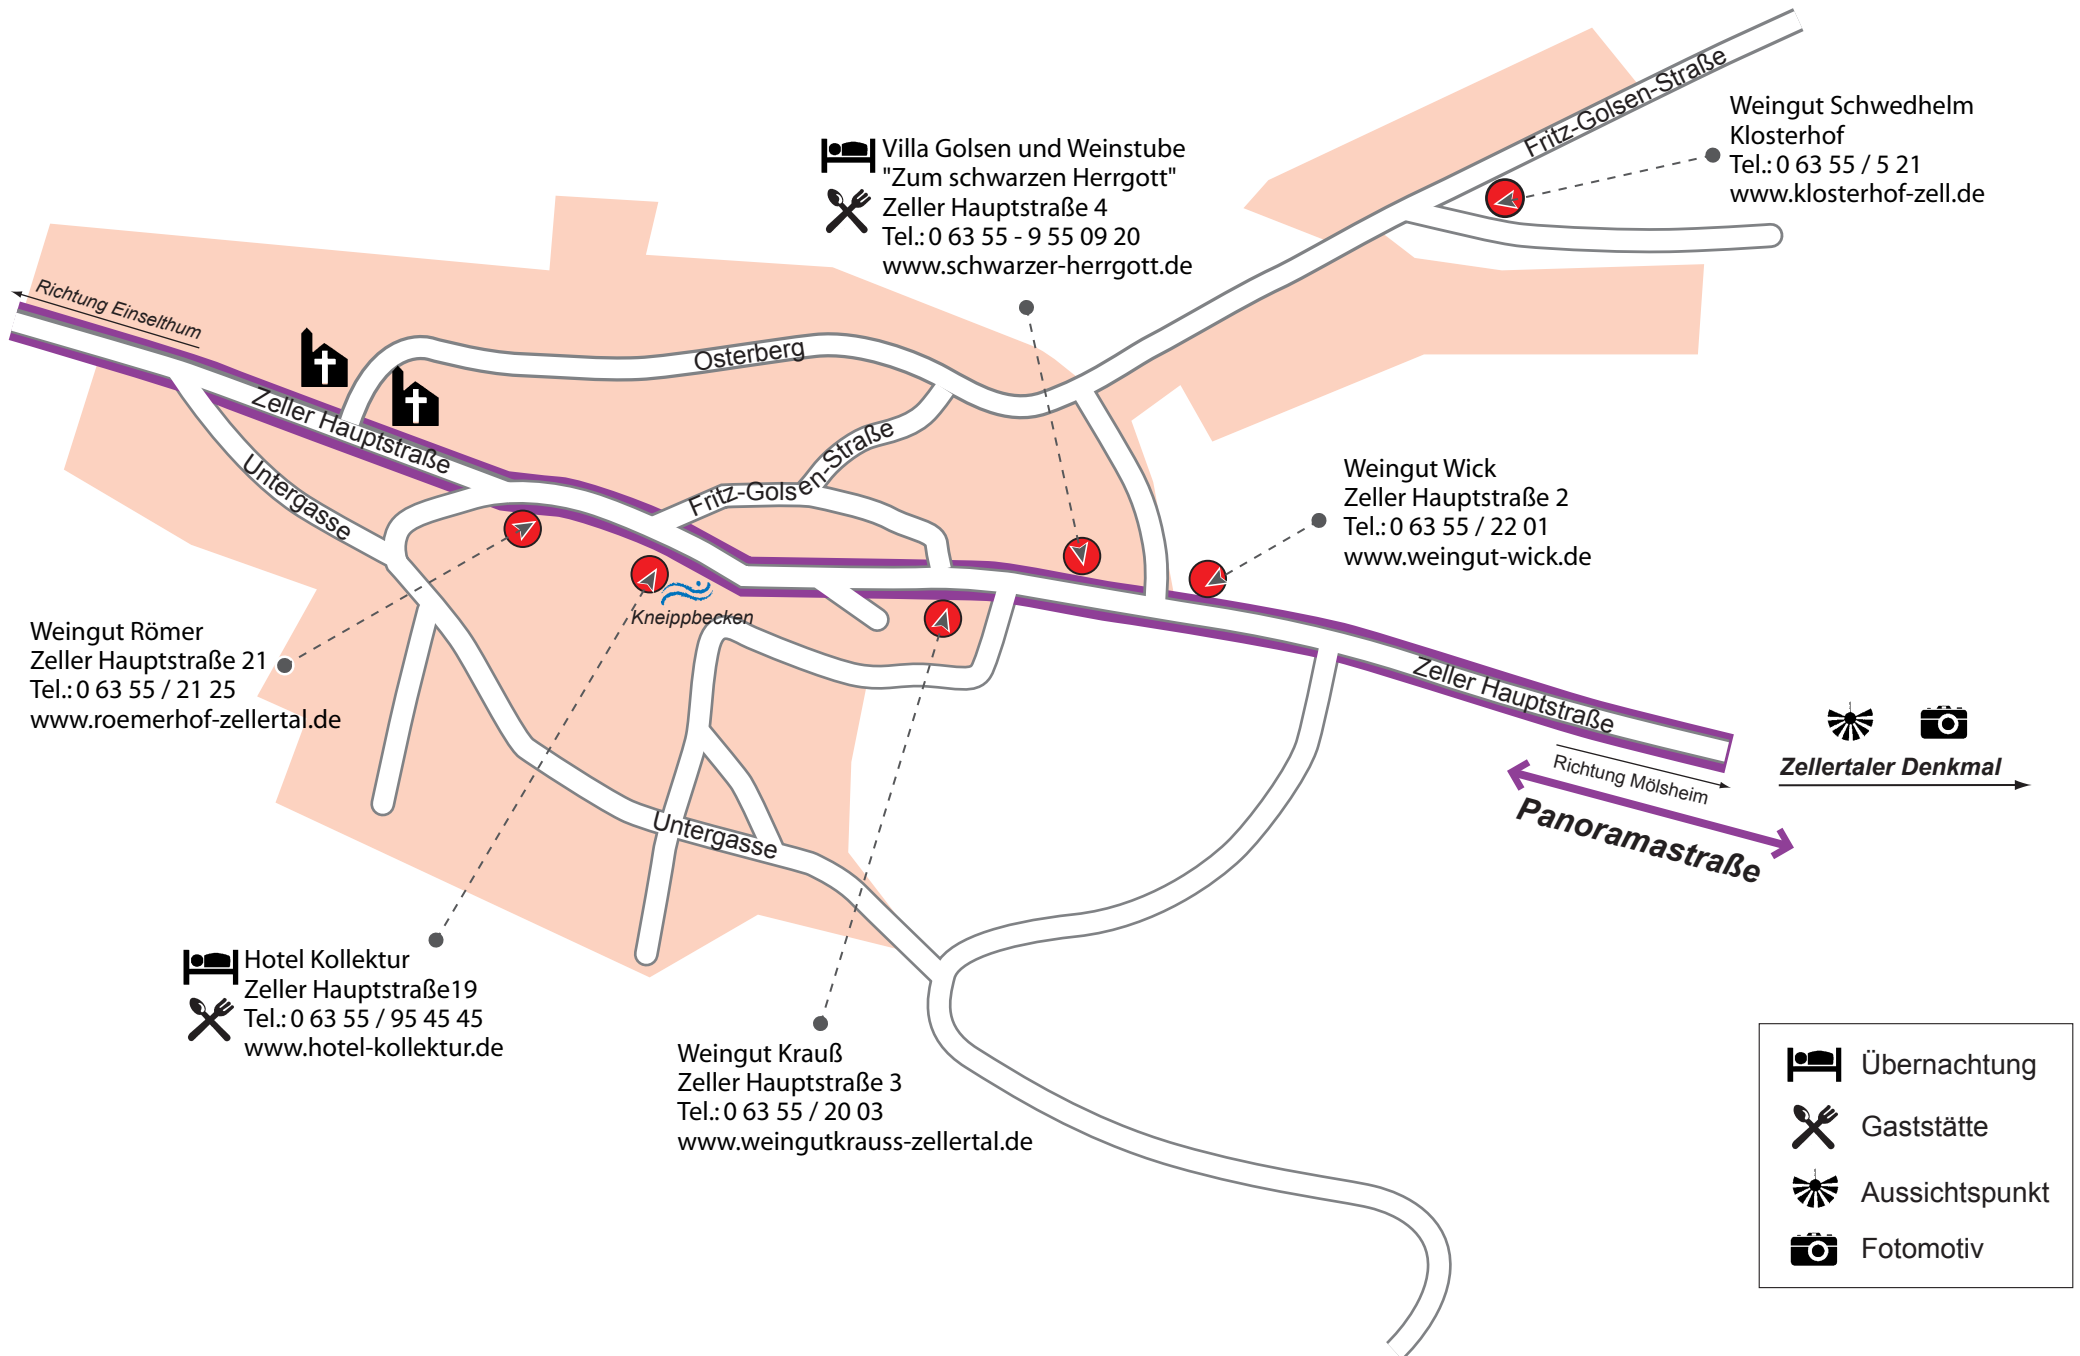 Fritz-Golsen-Straße
Weingut Schwedhelm
Klosterhof
Tel.: 0 63 55 / 5 21
www.klosterhof-zell.de
Villa Golsen und Weinstube
"Zum schwarzen Herrgott"
Zeller Hauptstraße 4
Tel.: 0 63 55 - 9 55 09 20
www.schwarzer-herrgott.de
Richtung Einselthum
Osterberg
Zeller Hauptstraße
Untergasse
Fritz-Golsen-Straße
Weingut Wick
Zeller Hauptstraße 2
Tel.: 0 63 55 / 22 01
www.weingut-wick.de
Kneippbecken
Weingut Römer
Zeller Hauptstraße 21
Tel.: 0 63 55 / 21 25
www.roemerhof-zellertal.de
Zeller Hauptstraße
Richtung Mölsheim
Zellertaler Denkmal
Panoramastraße
Untergasse
Hotel Kollektur
Zeller Hauptstraße19
Tel.: 0 63 55 / 95 45 45
www.hotel-kollektur.de
Weingut Krauß
Zeller Hauptstraße 3
Tel.: 0 63 55 / 20 03
www.weingutkrauss-zellertal.de
Übernachtung
Gaststätte
Aussichtspunkt
Fotomotiv